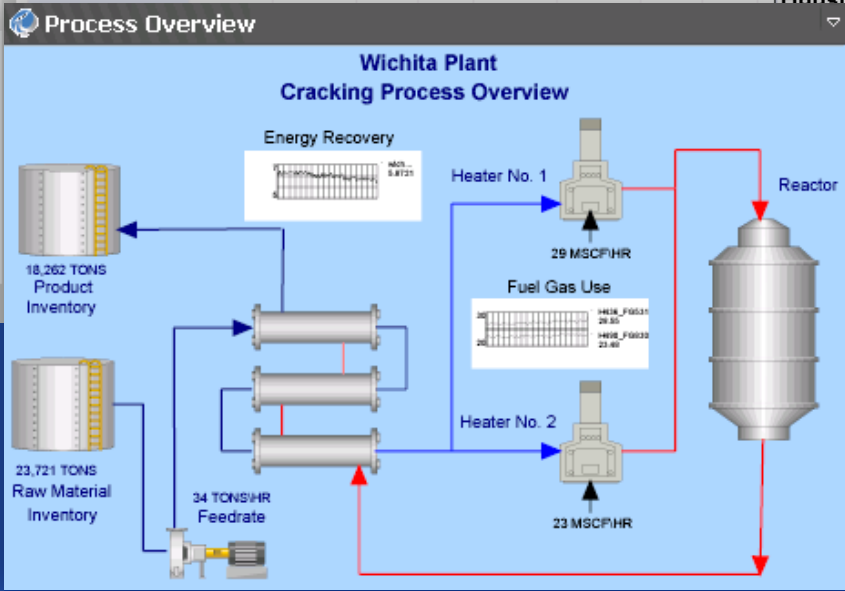 Process Overview
Wichita Plant
Cracking Process Overview
Energy Recovery
Heater No. 1
Reactor
29 MSCF\HR
18,262 TONS
Product
Inventory
Fuel Gas Use
30
20
Heater No. 2
23,721 TONS
Raw Material
Inventory
34 TONS\HR
Feedrate
23 MSCF\HR